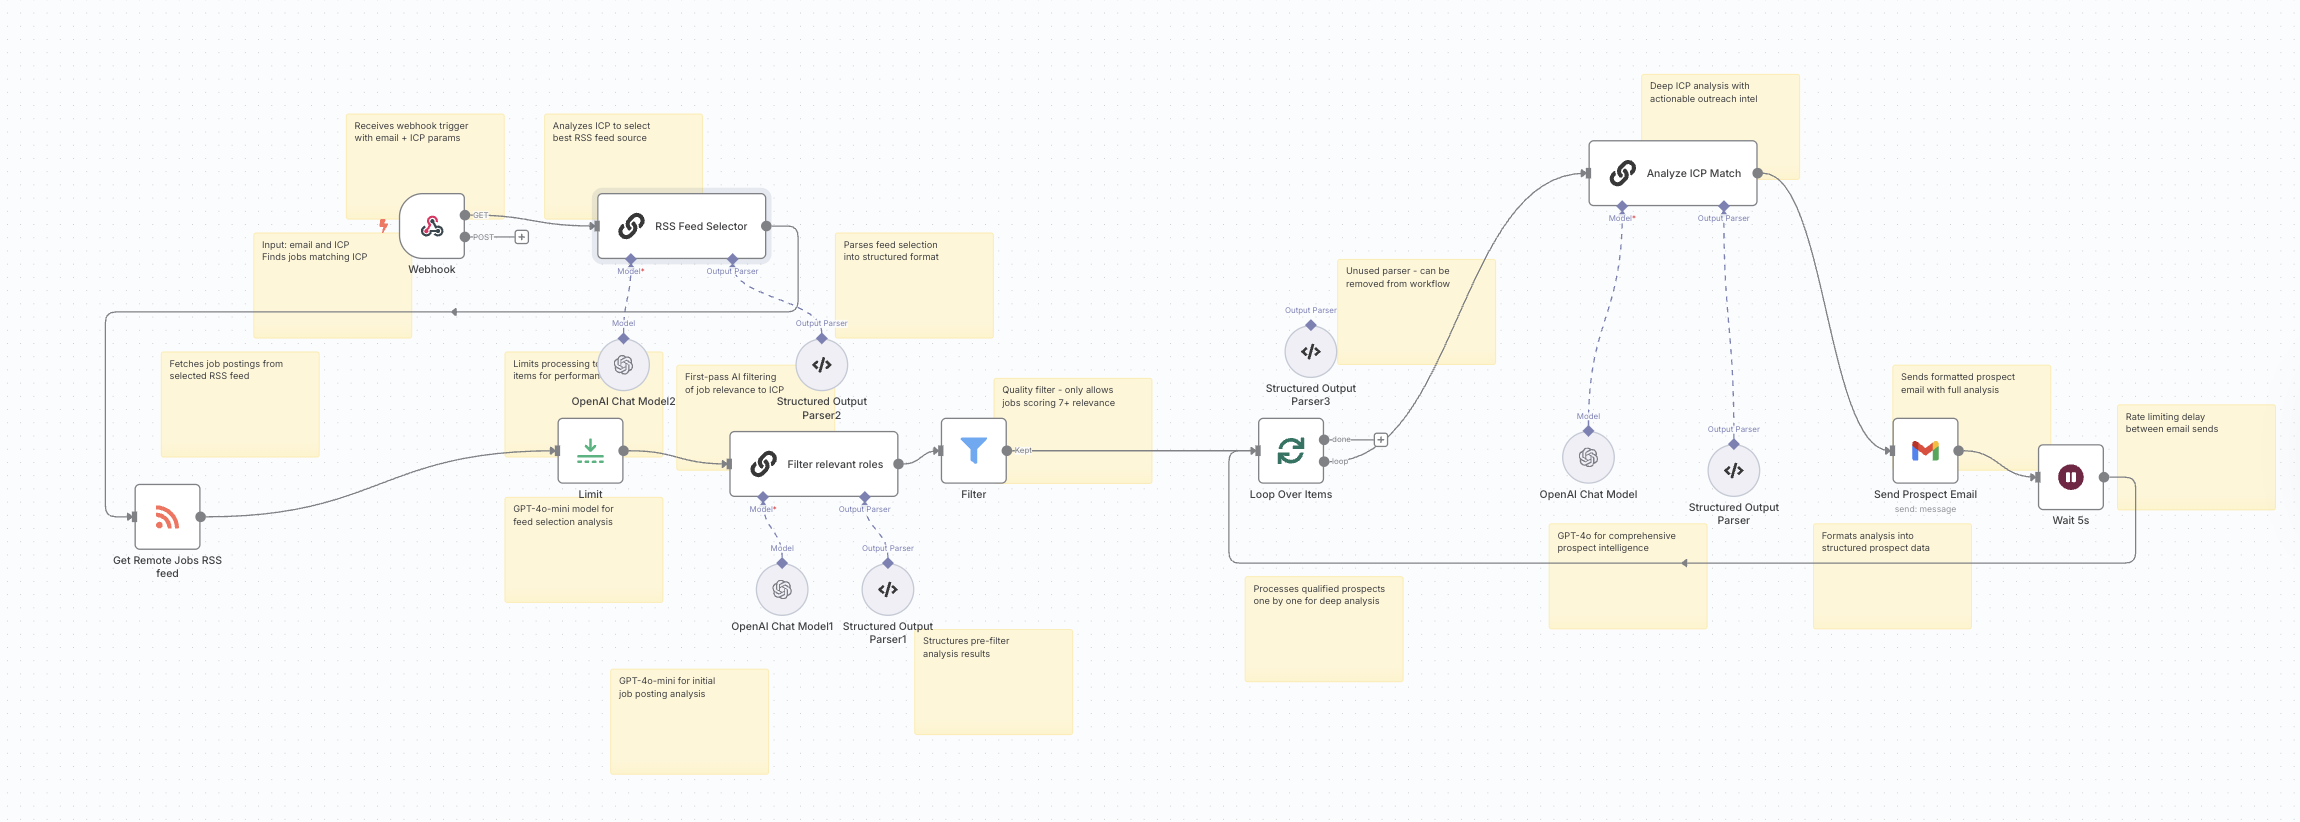 Deep ICP analysis with
actionable outreach intel
Receives webhook trigger
with email + ICP params
Analyzes ICP to select
best RSS feed source
Analyze ICP Match
Model*
Output Parser
GET
POST
Webhook
RSS Feed Selector
Model*
Output Parser
Input: email and ICP
Finds jobs matching ICP
Parses feed selection
into structured format
Unused parser - can be
removed from workflow
Output Parser
Structured Output
Parser3
Model
OpenAI Chat Model2
Output Parser
Structured Output
Parser2
Fetches job postings from
selected RSS feed
Limits processing to
items for
First-pass AI filtering
of job relevance to ICP
Quality filter - only allows
jobs scoring 7+ relevance
Sends formatted prospect
email with full analysis
Rate limiting delay
between email sends
Get Remote Jobs RSS
feed
Limit
Filter relevant roles
Model*
Output Parser
Kept
Filter
done
loop
Loop Over Items
Model
OpenAI Chat Model
Output Parser
Structured Output
Parser
Send Prospect Email
send: message
Wait 5s
GPT-4o-mini model for
feed selection analysis
Model
OpenAI Chat Model1
Output Parser
Structured Output
Parser1
GPT-4o for comprehensive
prospect intelligence
Formats analysis into
structured prospect data
Processes qualified prospects
one by one for deep analysis
Structures pre-filter
analysis results
GPT-4o-mini for initial
job posting analysis